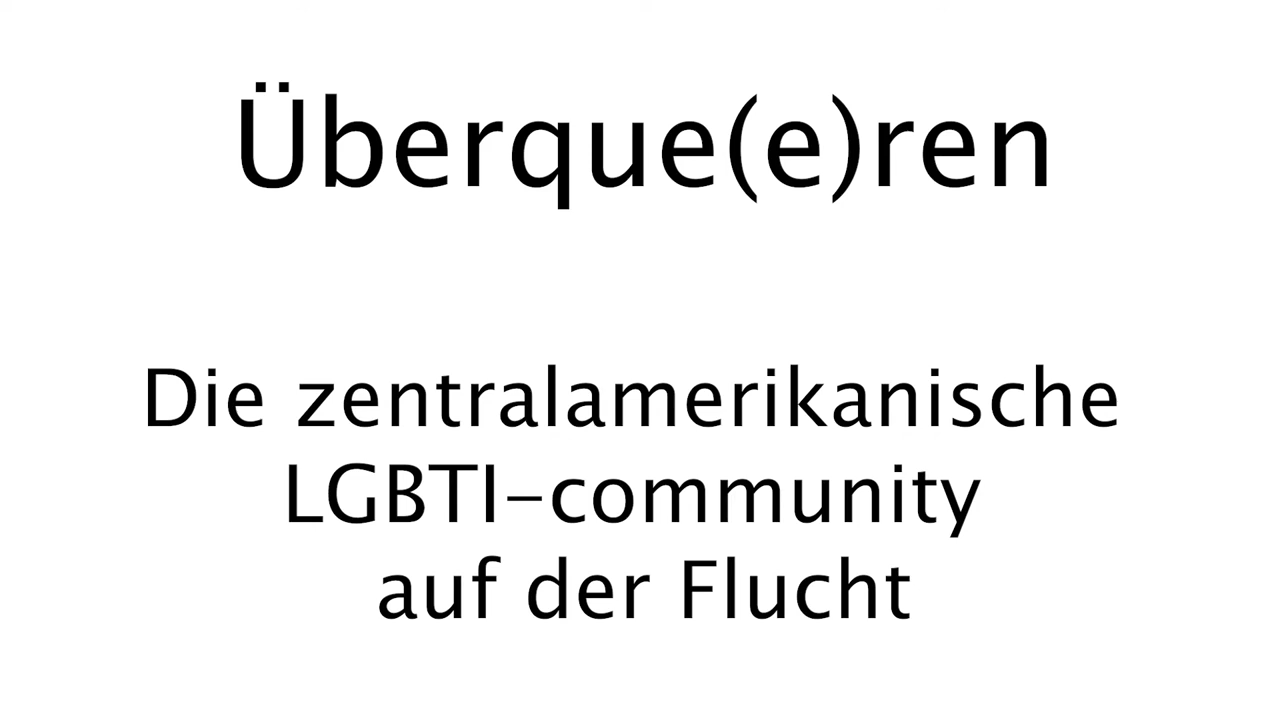 Überque(e)ren
Die zentralamerikanische
LGBTI-community
auf der Flucht